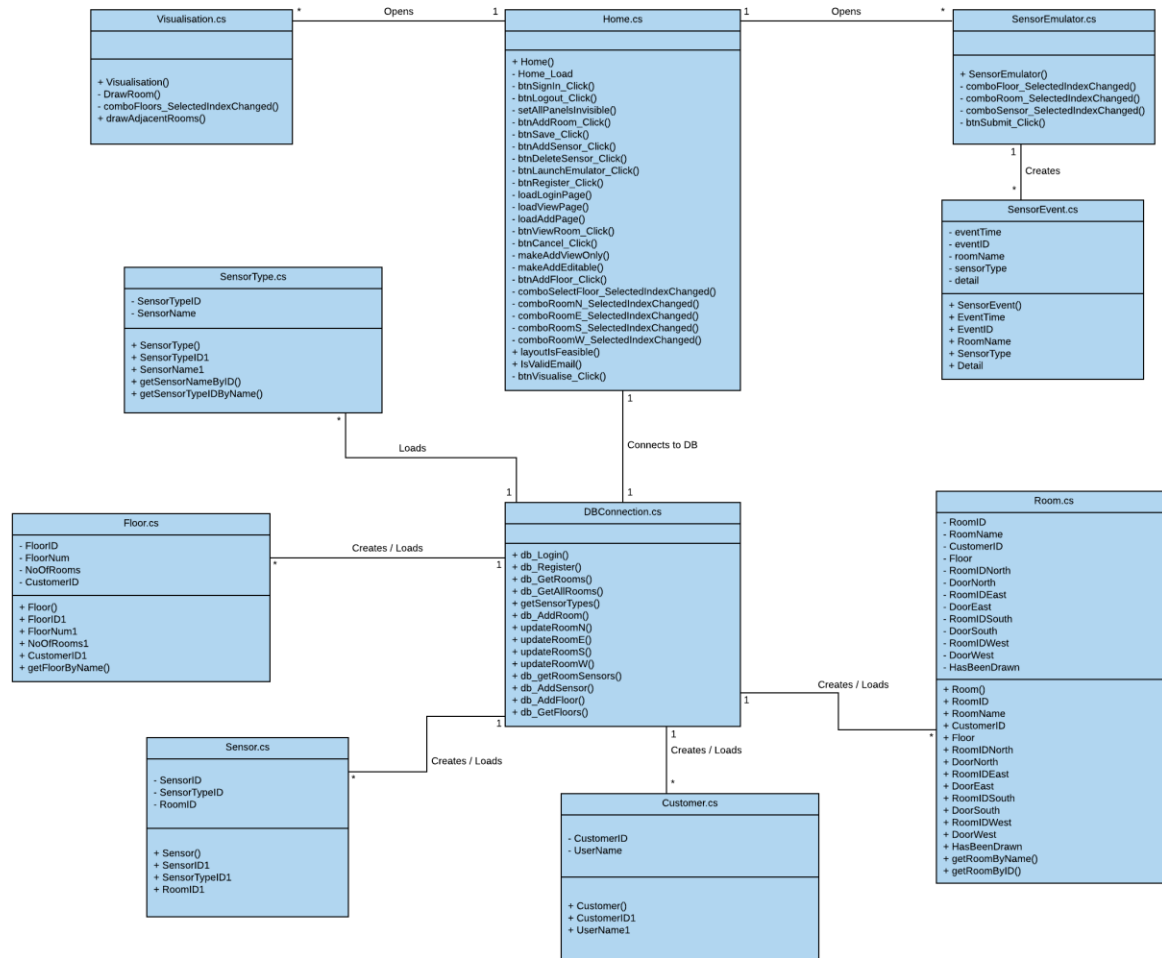 Visualisation.cs
+ Visualisation()
- DrawRoom()
- comboFloors_SelectedIndexChanged()
+ drawAdjacentRooms()
*
Opens
1
Home.cs
+ Home()
- Home_Load
- btnSignIn_Click()
- btnLogout_Click()
- setAllPanelsInvisible()
- btnAddRoom_Click()
- btnSave_Click()
- btnAddSensor_Click()
- btnDeleteSensor_Click()
- btnLaunchEmulator_Click()
- btnRegister_Click()
- loadLoginPage()
- loadViewPage()
- loadAddPage()
- btnViewRoom_Click()
- btnCancel_Click()
- makeAddViewOnly()
- makeAddEditable()
- btnAddFloor_Click()
- comboSelectFloor_SelectedIndexChanged()
- comboRoomN_SelectedIndexChanged()
- comboRoomE_SelectedIndexChanged()
- comboRoomS_SelectedIndexChanged()
- comboRoomW_SelectedIndexChanged()
+ layoutIsFeasible()
+ IsValidEmail()
- btnVisualise_Click()
1
Opens
*
SensorEmulator.cs
+ SensorEmulator()
- comboFloor_SelectedIndexChanged()
- comboRoom_SelectedIndexChanged()
- comboSensor_SelectedIndexChanged()
- btnSubmit_Click()
1
Creates
*
SensorEvent.cs
- eventTime
- eventID
- roomName
- sensorType
- detail
+ SensorEvent()
+ EventTime
+ EventID
+ RoomName
+ SensorType
+ Detail
SensorType.cs
- SensorTypeID
- SensorName
+ SensorType()
+ SensorTypeID1
+ SensorName1
+ getSensorNameByID()
+ getSensorTypeIDByName()
*
Loads
1
1
Connects to DB
1
DBConnection.cs
+ db_Login()
+ db_Register()
+ db_GetRooms()
+ db_GetAllRooms()
+ getSensorTypes()
+ db_AddRoom()
+ updateRoomN()
+ updateRoomE()
+ updateRoomS()
+ updateRoomW()
+ db_getRoomSensors()
+ db_AddSensor()
+ db_AddFloor()
+ db_GetFloors()
Floor.cs
- FloorID
- FloorNum
- NoOfRooms
- CustomerID
+ Floor()
+ FloorID1
+ FloorNum1
+ NoOfRooms1
+ CustomerID1
+ getFloorByName()
Creates / Loads
*
1
Room.cs
- RoomID
- RoomName
- CustomerID
- Floor
- RoomIDNorth
- DoorNorth
- RoomIDEast
- DoorEast
- RoomIDSouth
- DoorSouth
- RoomIDWest
- DoorWest
- HasBeenDrawn
+ Room()
+ RoomID
+ RoomName
+ CustomerID
+ Floor
+ RoomIDNorth
+ DoorNorth
+ RoomIDEast
+ DoorEast
+ RoomIDSouth
+ DoorSouth
+ RoomIDWest
+ DoorWest
+ HasBeenDrawn
+ getRoomByName()
+ getRoomByID()
Creates / Loads
1
*
Sensor.cs
- SensorID
- SensorTypeID
- RoomID
+ Sensor()
+ SensorID1
+ SensorTypeID1
+ RoomID1
1
Creates / Loads
*
1
Creates / Loads
*
Customer.cs
- CustomerID
- UserName
+ Customer()
+ CustomerID1
+ UserName1